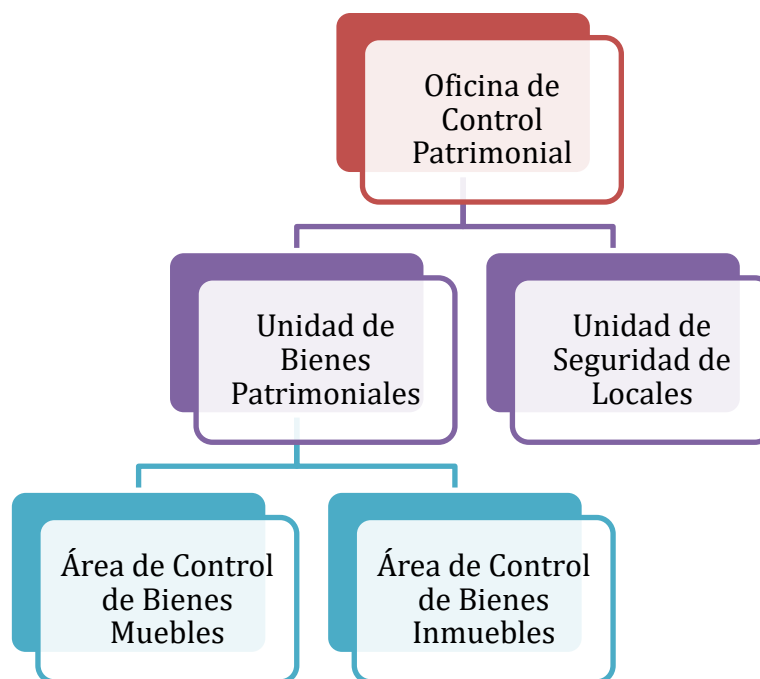 Oficina de
Control
Patrimonial
Unidad de
Bienes
Patrimoniales
Unidad de
Seguridad de
Locales
Área de Control
de Bienes
Muebles
Área de Control
de Bienes
Inmuebles